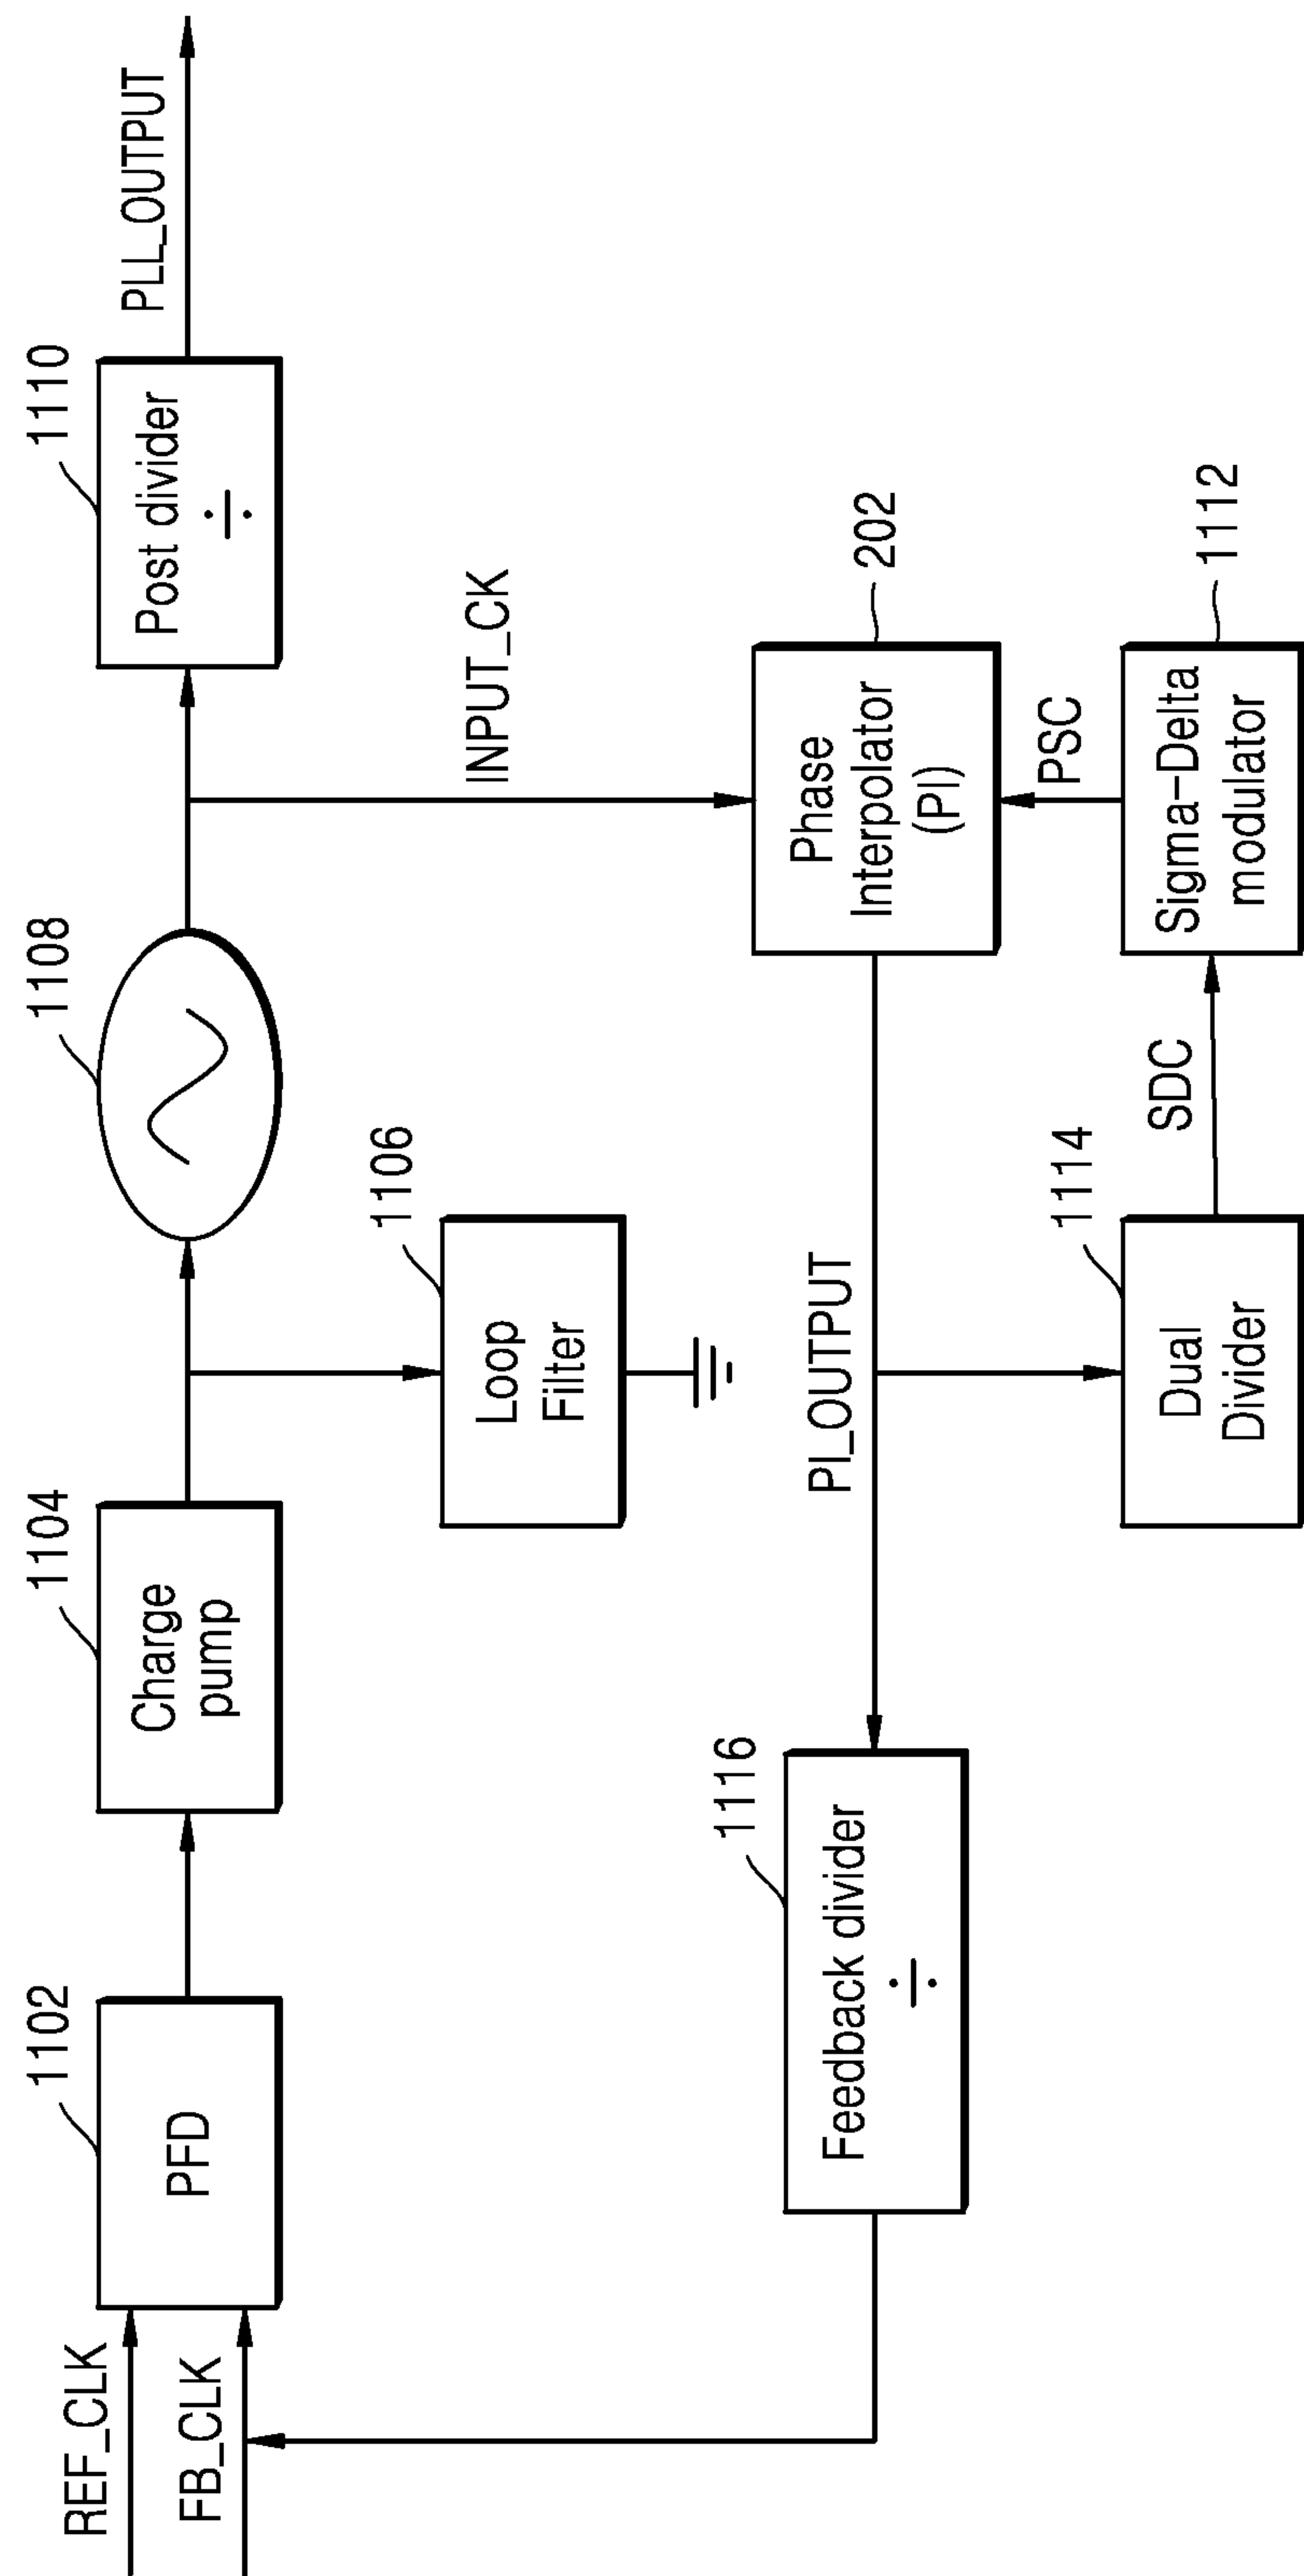 1102
1104
1108
1110
REF_CLK
FB_CLK
PFD
Charge
pump
Post divider
÷
PLL_OUTPUT
1106
Loop
Filter
INPUT_CK
1116
Feedback divider
÷
PI_OUTPUT
Phase
Interpolator
(PI)
202
PSC
1114
Dual
Divider
SDC
Sigma-Delta
modulator
1112